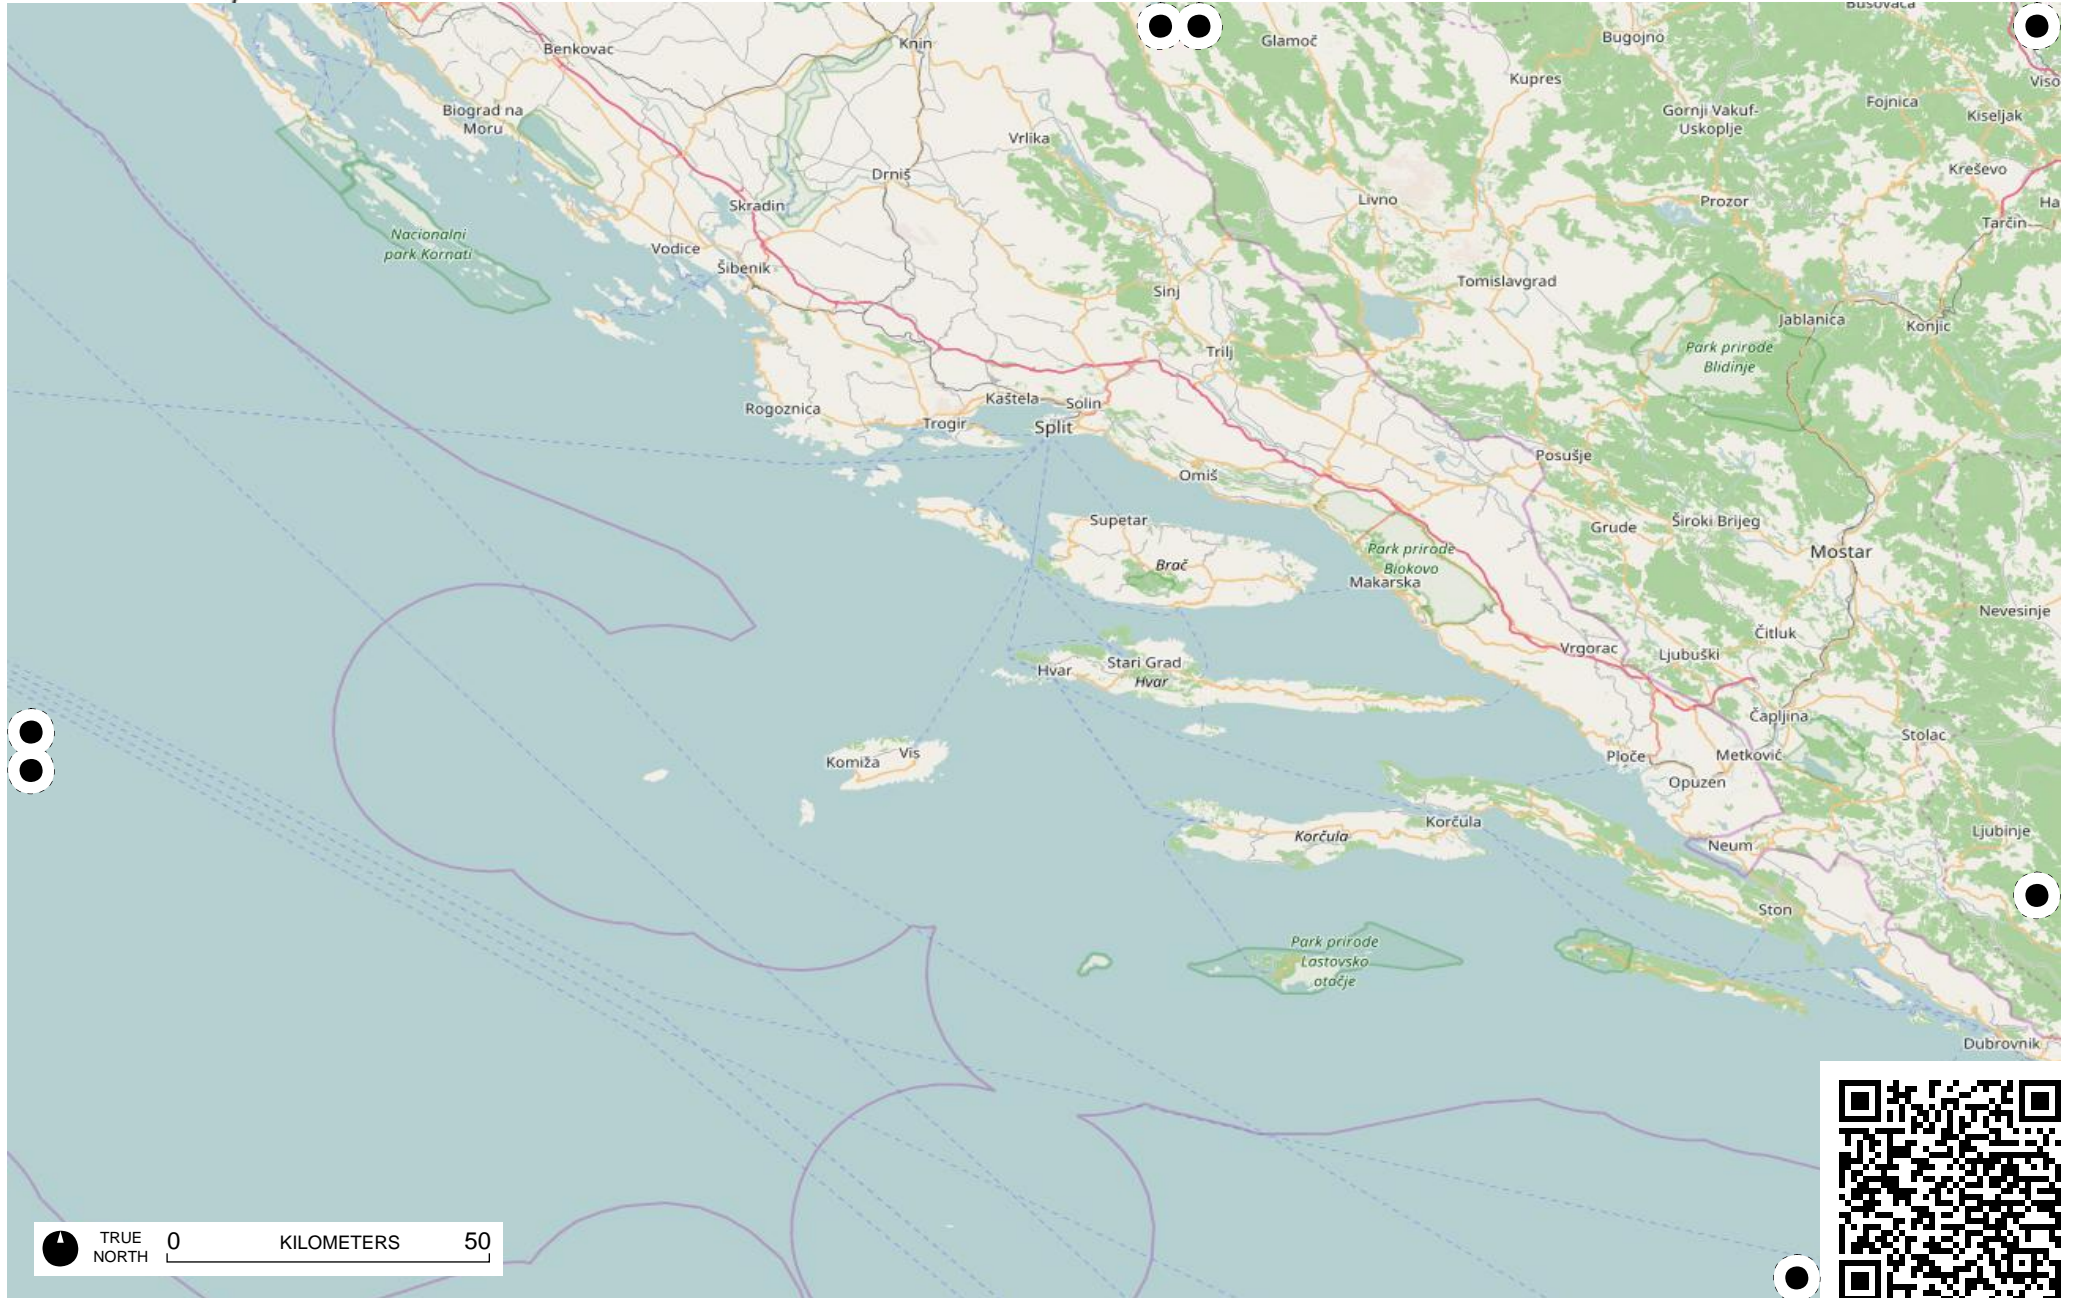 Busovača
Benkovac
Knin
Glamoč
Bugojno
Kupres
Viso
Biograd na
Moru
Vrlika
Gornji Vakuf-
Uskoplje
Fojnica
Kiseljak
Drniš
Kreševo
Skradin
Livno
Prozor
Ha
Tarčin
Nacionalni
park Kornati
Vodice
Šibenik
Sinj
Tomislavgrad
Jablanica
Konjic
Trilj
Park prirode
Blidinje
Rogoznica
Kaštela
Solin
Trogir
Split
Posušje
Omiš
Supetar
Grude
Široki Brijeg
Brač
Park prirode
Biokovo
Makarska
Mostar
Nevesinje
Čitluk
Vrgorac
Ljubuški
Hvar
Stari Grad
Hvar
Čapljina
Stolac
Komiža
Vis
Ploče
Metković
Opuzen
Korčula
Korčula
Neum
Ljubinje
Ston
Park prirode
Lastovsko
otočje
Dubrovnik
TRUE
NORTH
0 KILOMETERS 50